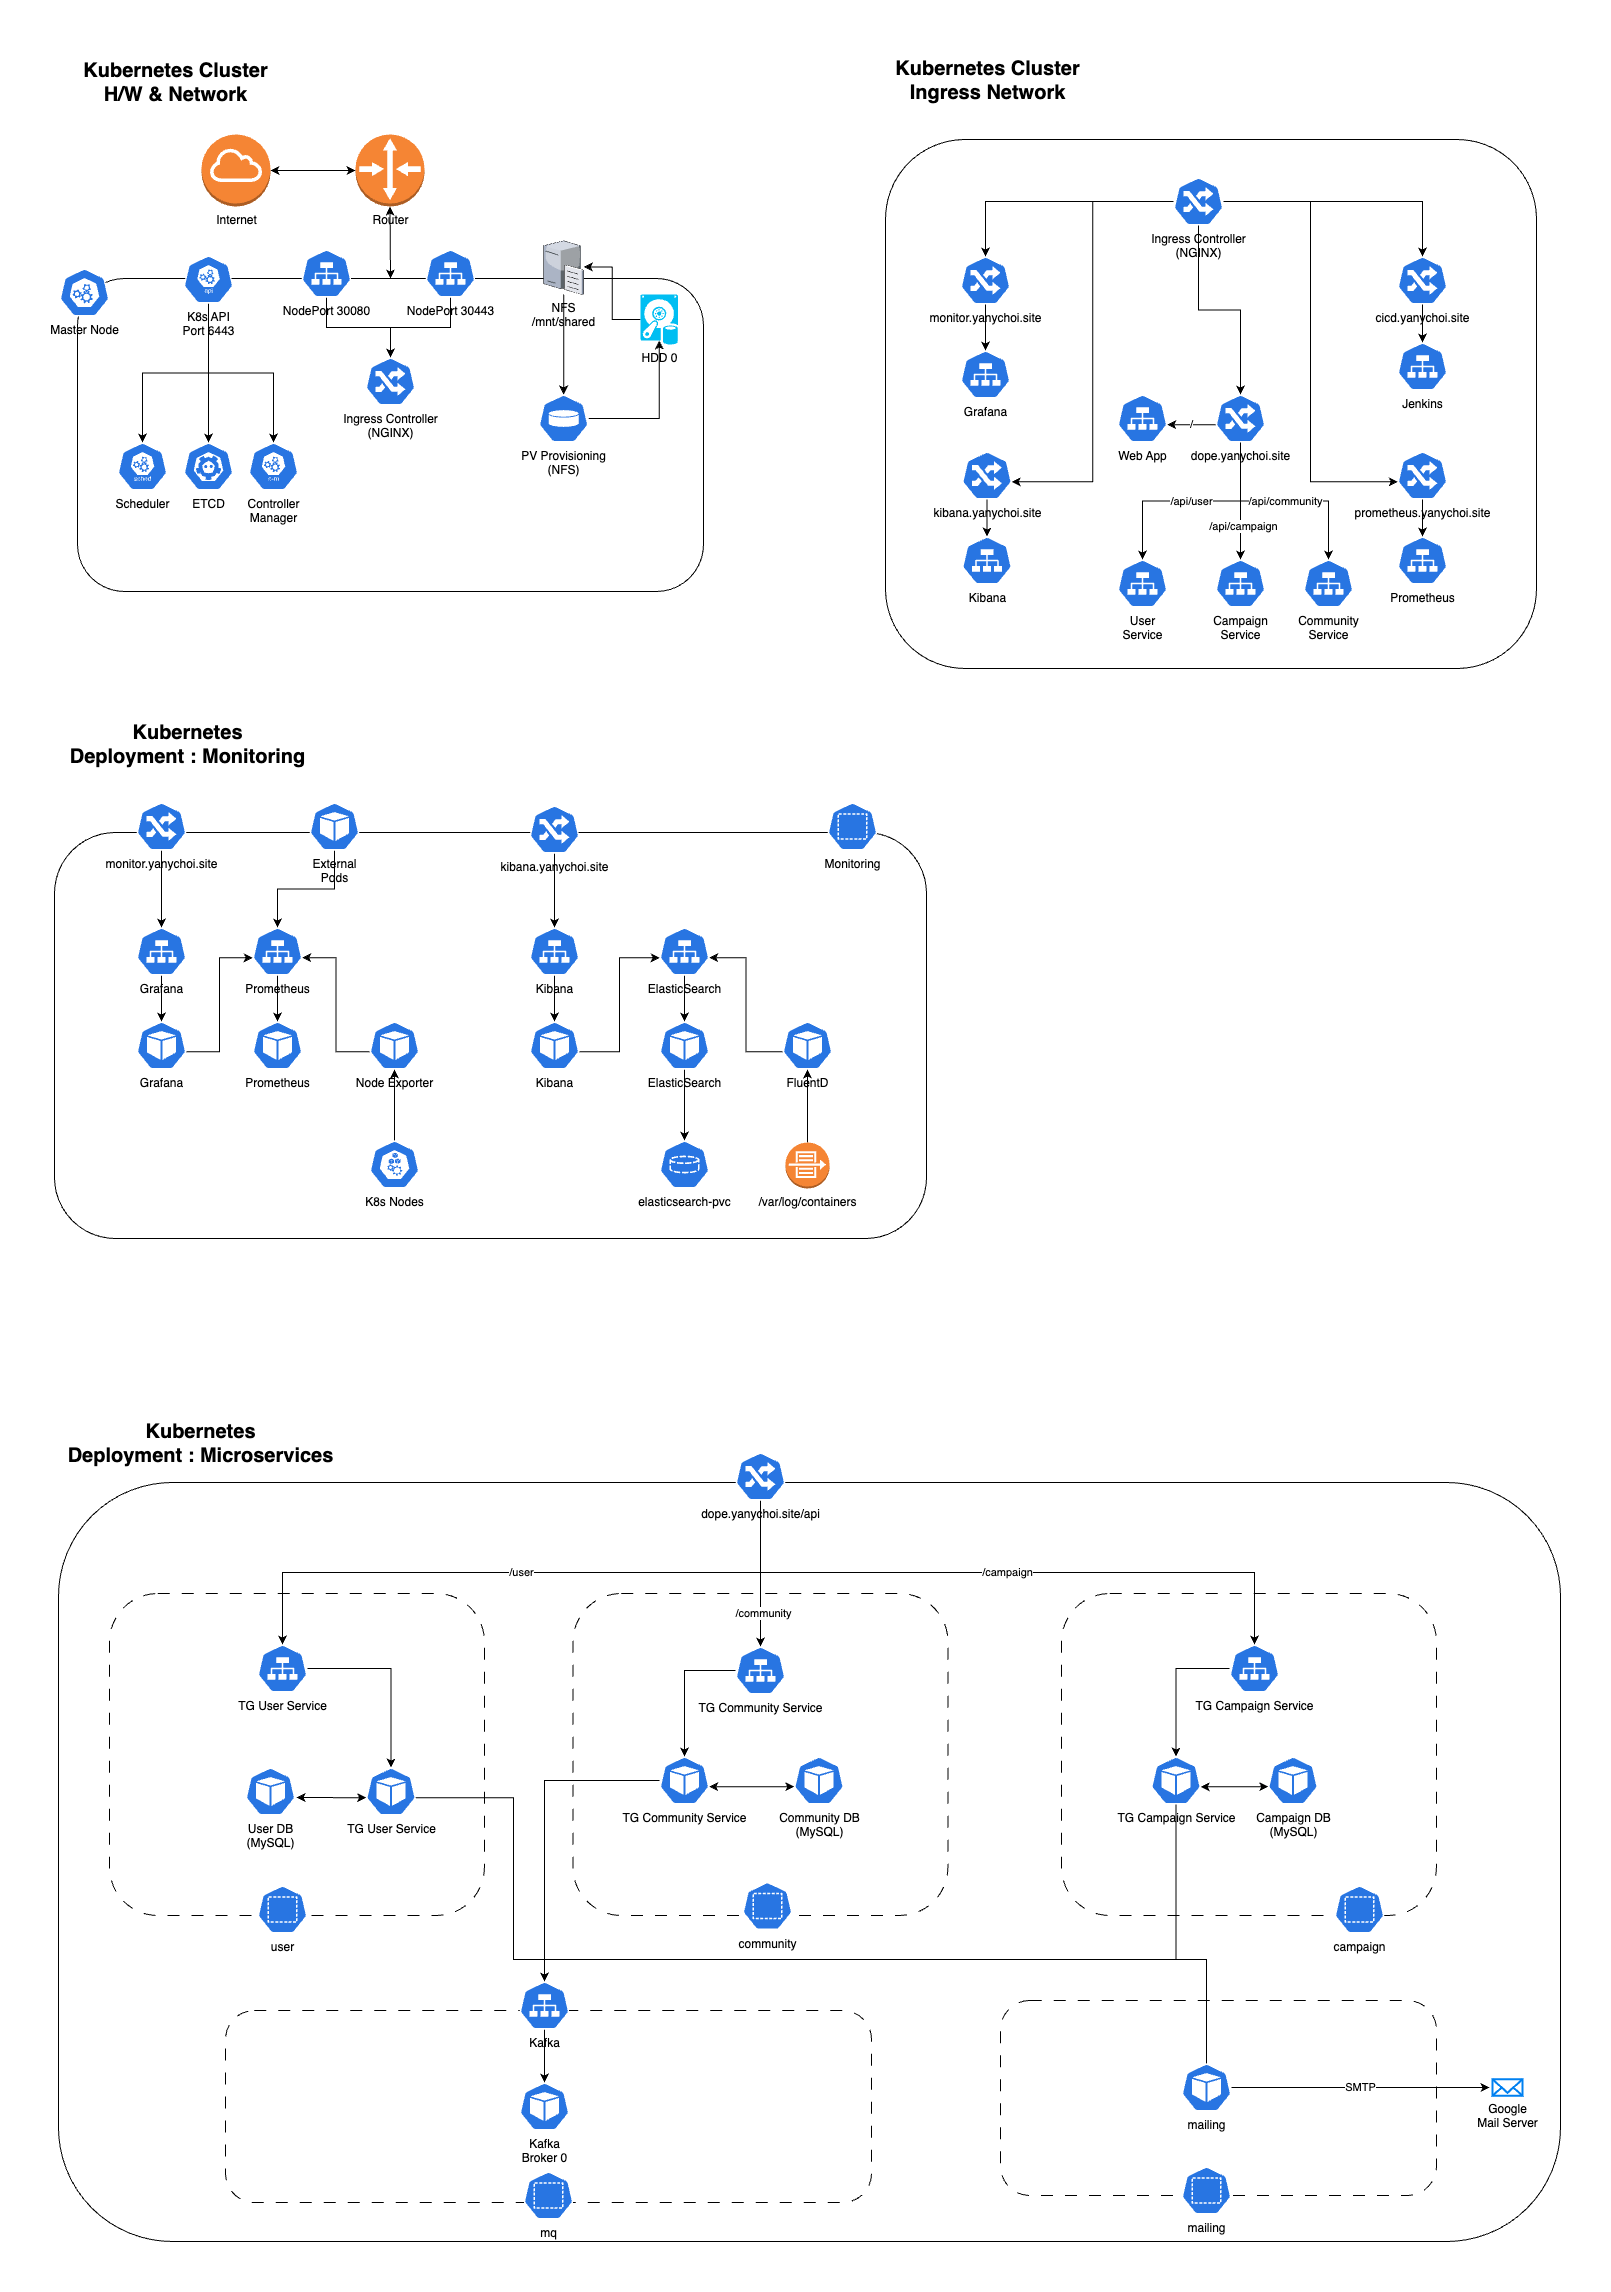 Kubernetes Cluster
H/W & Network
Internet
Router
Master Node
K8s API
Port 6443
api
NodePort 30080
NodePort 30443
NFS
/mnt/shared
HDD 0
Ingress Controller
(NGINX)
PV Provisioning
(NFS)
sched
c-m
Scheduler
ETCD
Controller
Manager
Kubernetes Cluster
Ingress Network
Ingress Controller
(NGINX)
monitor.yanychoi.site
cicd.yanychoi.site
Grafana
Jenkins
/
Web App
dope.yanychoi.site
kibana.yanychoi.site
/api/user
/api/community
/api/campaign
prometheus.yanychoi.site
Kibana
User
Service
Campaign
Service
Community
Service
Prometheus
Kubernetes
Deployment : Monitoring
monitor.yanychoi.site
External
Pods
kibana.yanychoi.site
Monitoring
Grafana
Prometheus
Kibana
ElasticSearch
Grafana
Prometheus
Node Exporter
Kibana
ElasticSearch
FluentD
K8s Nodes
elasticsearch-pvc
/var/log/containers
Kubernetes
Deployment : Microservices
dope.yanychoi.site/api
/user
/campaign
/community
TG User Service
TG Community Service
TG Campaign Service
User DB
(MySQL)
TG User Service
TG Community Service
Community DB
(MySQL)
TG Campaign Service
Campaign DB
(MySQL)
user
community
campaign
Kafka
Kafka
Broker 0
mq
mailing
SMTP
Google
Mail Server
mailing